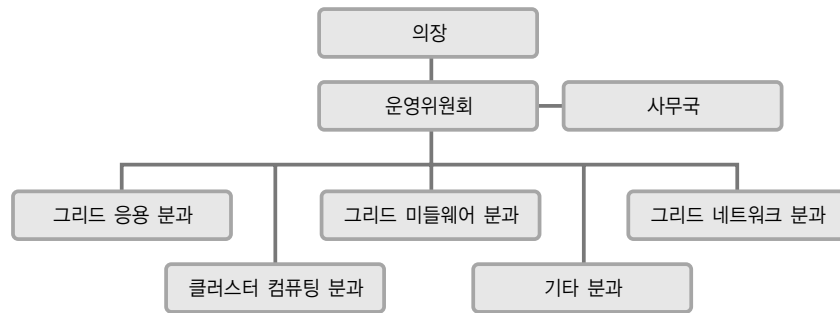 의장
운영위원회
사무국
그리드 응용 분과
그리드 미들웨어 분과
그리드 네트워크 분과
클러스터 컴퓨팅 분과
기타 분과